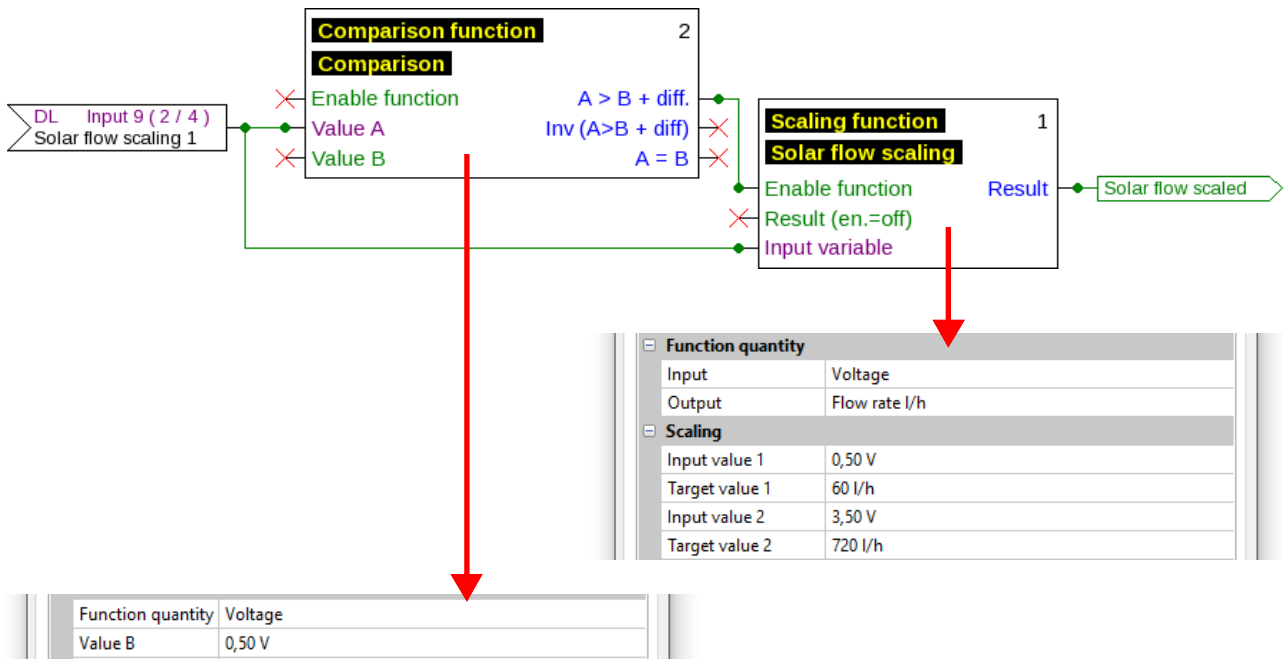 Comparison function 2
Comparison
Enable function A > B + diff.
DL Input 9 ( 2 / 4 )
Solar flow scaling 1
Value A Inv (A>B + diff)
Value B A = B
Scaling function 1
Solar flow scaling
Enable function Result
Solar flow scaled
Result (en.=off)
Input variable
Function quantity
Input Voltage
Output Flow rate l/h
Scaling
Input value 1 0,50 V
Target value 1 60 l/h
Input value 2 3,50 V
Target value 2 720 l/h
Function quantity Voltage
Value B 0,50 V